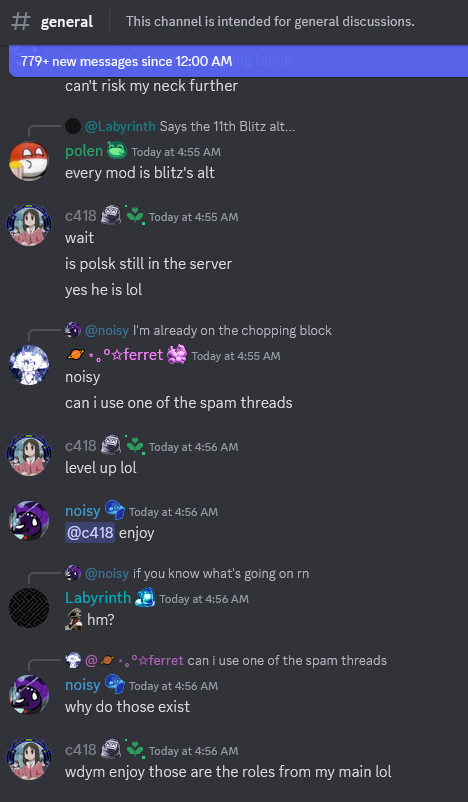 # general
This channel is intended for general discussions.
779+ new messages since 12:00 AM
can't risk my neck further
@Labyrinth Says the 11th Blitz alt...
polen Today at 4:55 AM
every mod is blitz's alt
c418 Today at 4:55 AM
wait
is polsk still in the server
yes he is lol
@noisy I'm already on the chopping block
⋆｡°☆ferret Today at 4:55 AM
noisy
can i use one of the spam threads
c418 Today at 4:56 AM
level up lol
noisy Today at 4:56 AM
@c418 enjoy
@noisy if you know what's going on rn
Labyrinth Today at 4:56 AM
hm?
@🪐⋆｡°☆ferret can i use one of the spam threads
noisy Today at 4:56 AM
why do those exist
c418 Today at 4:56 AM
wdym enjoy those are the roles from my main lol